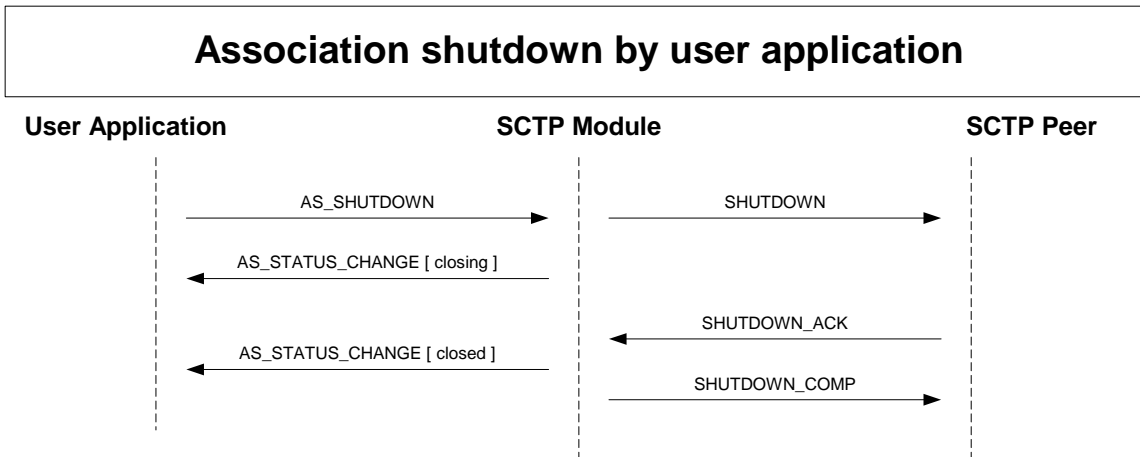 Association shutdown by user application
User Application
SCTP Module
SCTP Peer
AS_SHUTDOWN
SHUTDOWN
AS_STATUS_CHANGE [ closing ]
SHUTDOWN_ACK
AS_STATUS_CHANGE [ closed ]
SHUTDOWN_COMP